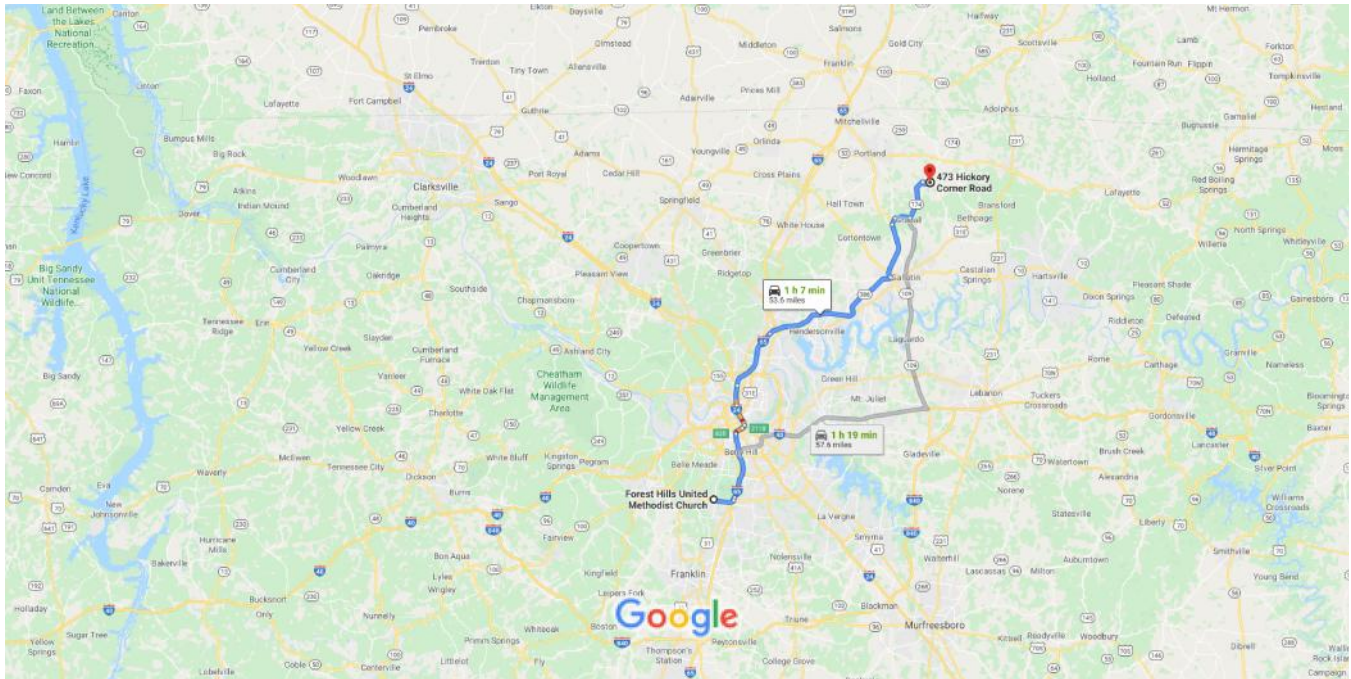 Land Between
the Lakes
National
Recreation...
Canton
Pembroke
Elkton
Daysville
Olmstead
Middleton
Salmons
Gold City
Halfway
Scottsville
Mt Hermon
Lamb
Forkton
Fountain Run
Flippin
Tompkinsville
Faxon
Linton
St Elmo
Trenton
Tiny Town
Allensville
Franklin
Holland
Lafayette
Fort Campbell
Guthrie
Adairville
Prices Mill
Mitchellville
Adolphus
Gamaliel
Hestand
Bugtussle
Hamlin
Bumpus Mills
Big Rock
Adams
Youngville
Orlinda
Portland
Hermitage
Springs
Moss
New Concord
Woodlawn
Clarksville
Port Royal
Cedar Hill
Cross Plains
473 Hickory
Corner Road
Lafayette
Red Boiling
Springs
Kentucky Lake
Dover
Indian Mound
Cumberland
Heights
Sango
Springfield
White House
Bransford
Bethpage
North Springs
Willette
Whitleyville
Palmyra
Coopertown
Greenbrier
Cottontown
Big Sandy
Unit Tennessee
National
Wildlife...
Cumberland
City
Oakridge
Pleasant View
Ridgetop
Gallatin
Castalian
Springs
Hartsville
Southside
1 h 7 min
53.6 miles
Dixon Springs
Pleasant Shade
Gainesboro
Chapmansboro
Hendersonville
Riddleton
Defeated
Tennessee
Ridge
Erin
Slayden
Laguardo
Granville
Yellow Creek
Cumberland
Furnace
Ashland City
Rome
Carthage
Nameless
Big Sandy
Vanleer
Cheatham
Wildlife
Management
Area
Green Hill
White Oak Flat
Mt. Juliet
Lebanon
Tuckers
Crossroads
Bloomington
Springs
Charlotte
Gordonsville
Yellow Creek
1 h 19 min
57.6 miles
Baxter
McEwen
White Bluff
Kingston
Springs
Pegram
Belle Meade
Berry Hill
Gladeville
Brush Creek
Lancaster
Waverly
Tennessee City
Dickson
Watertown
Silver Point
Camden
Eva
Burns
Forest Hills United
Methodist Church
Norene
Alexandria
New
Johnsonville
La Vergne
Statesville
Williams
Crossroads
Hurricane
Mills
Fairview
Smyrna
Liberty
Bakerville
Bon Aqua
Nolensville
Walterhill
Auburntown
Smithville
Lyles
Wrigley
Kingfield
Franklin
Lascassas
Milton
Young Bend
Holladay
Bucksnort
Only
Nunnelly
Leipers Fork
Google
Blackman
Yellow
Springs
Sugar Tree
Primm Springs
Whiteoak
Boston
Triune
Murfreesboro
Peytonsville
Kittrell
Readyville
Woodbury
Dibrell
Lobelville
Coble
Centerville
Littlelot
Fly
Thompson's
Station
College Grove
Campaign